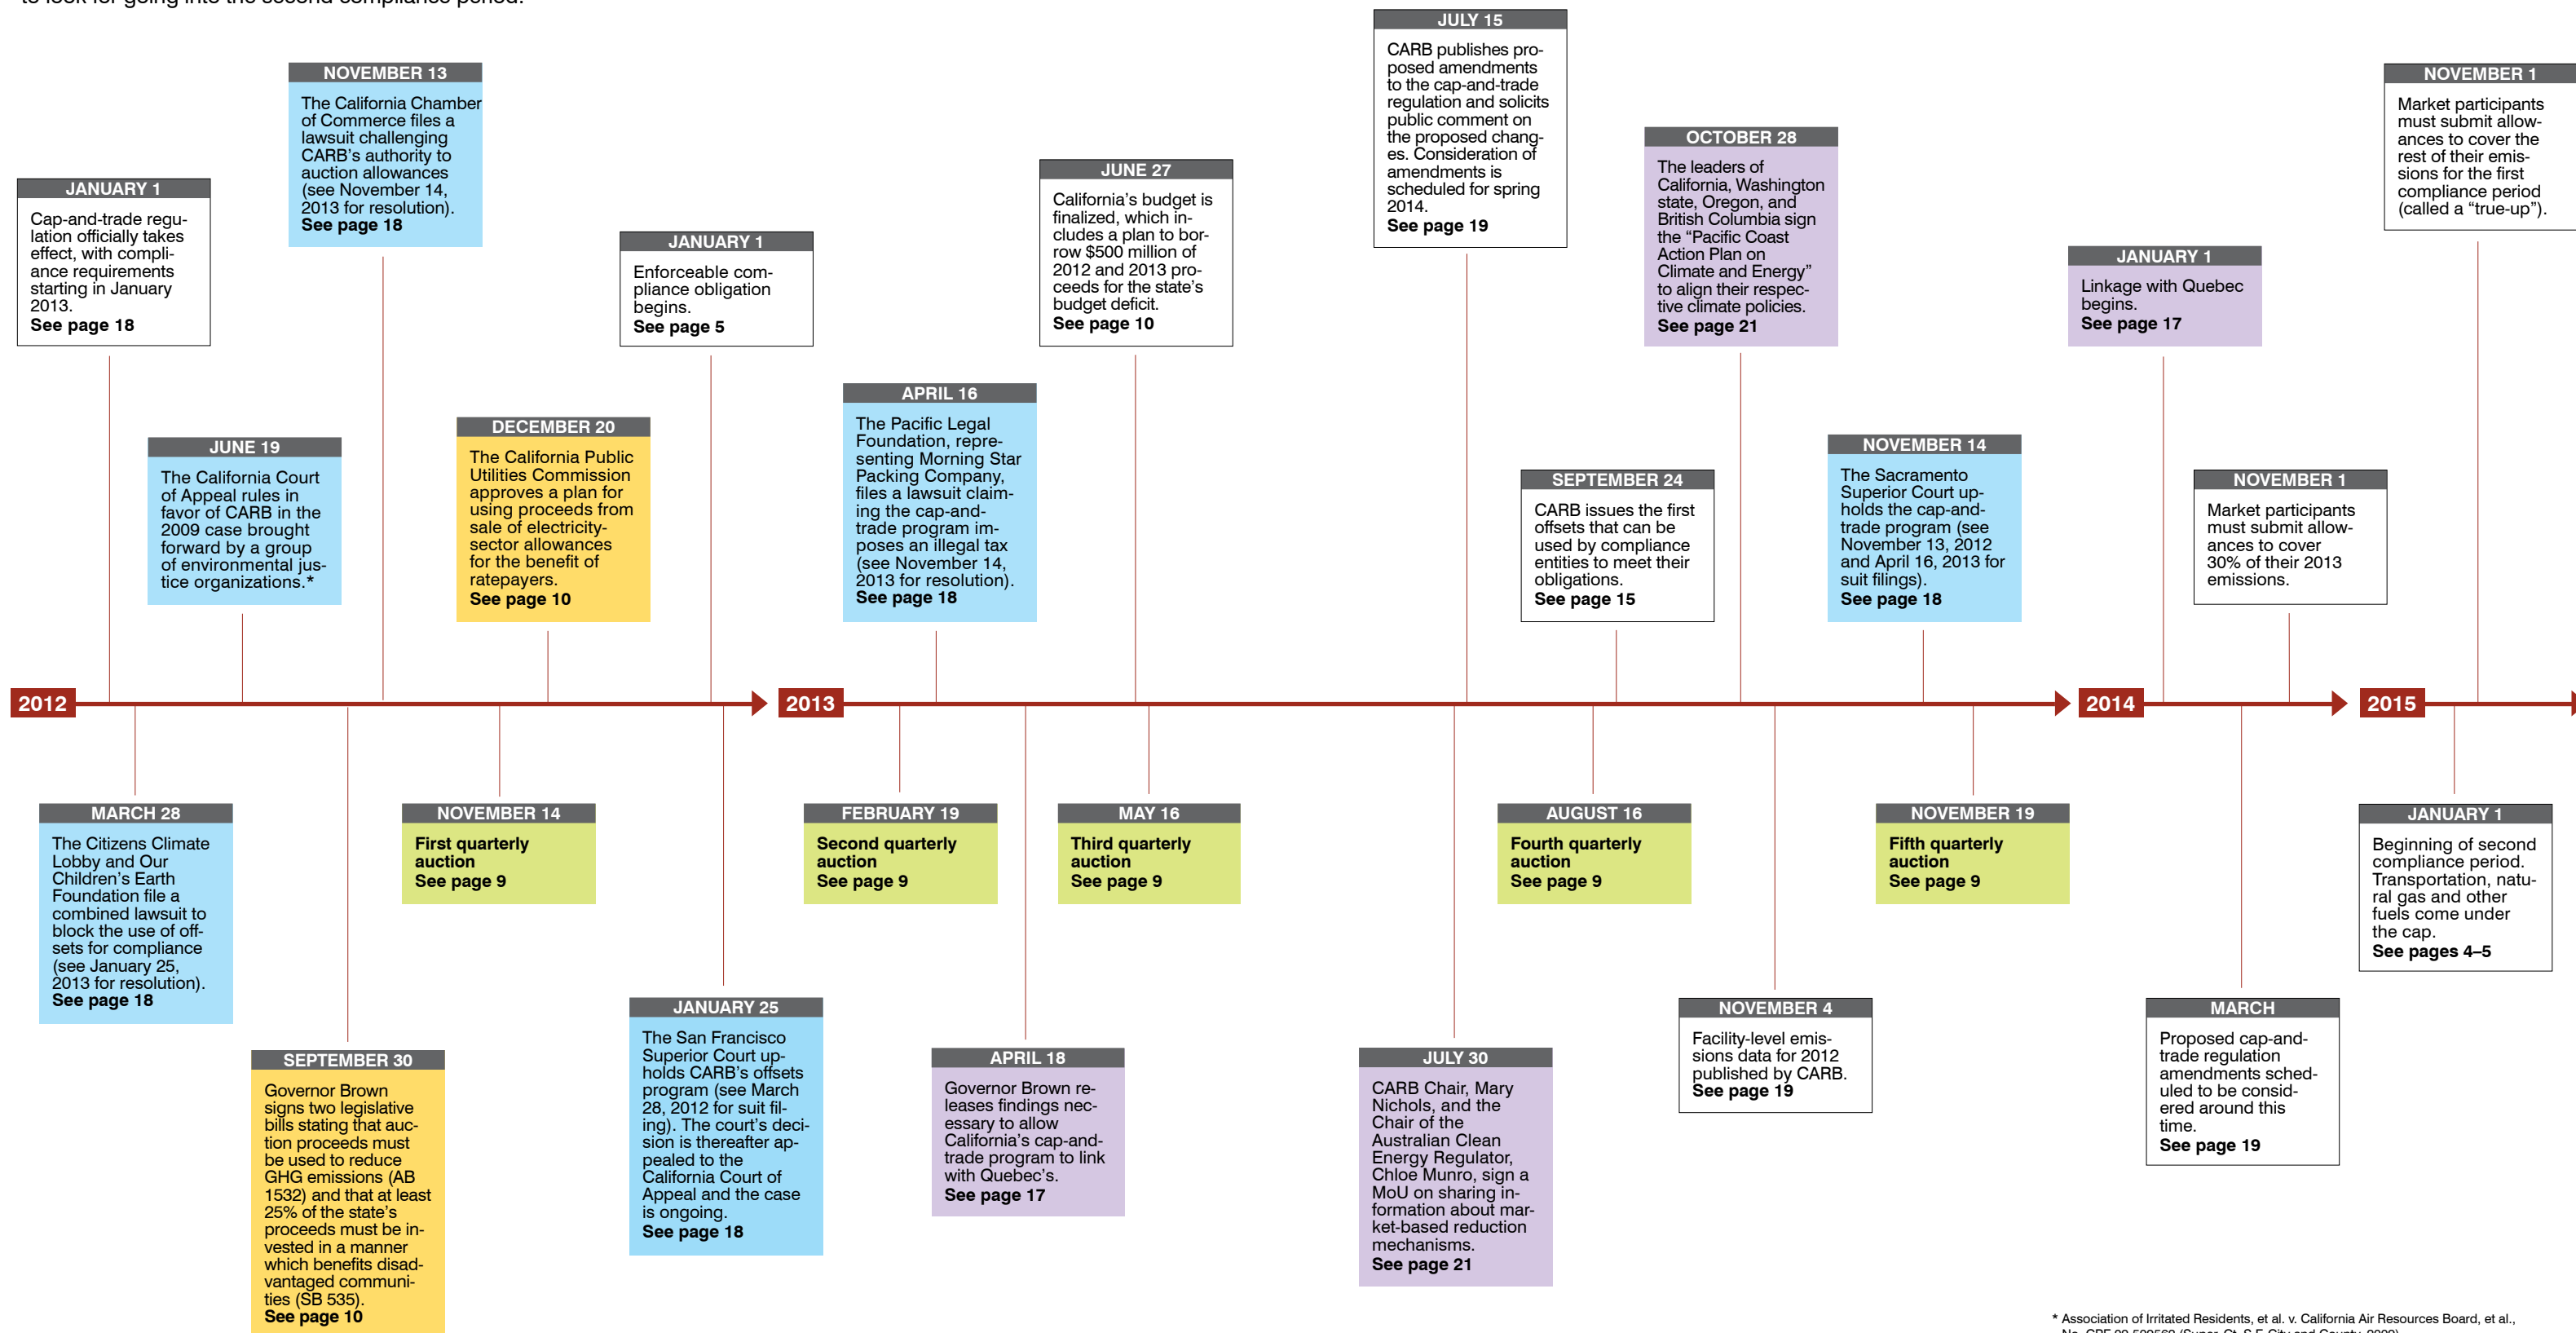 to look for going into the second compliance period.
JANUARY 1
Cap-and-trade regu-
lation officially takes
effect, with compli-
ance requirements
starting in January
2013.
See page 18
NOVEMBER 13
The California Chamber
of Commerce files a
lawsuit challenging
CARB's authority to
auction allowances
(see November 14,
2013 for resolution).
See page 18
JUNE 19
The California Court
of Appeal rules in
favor of CARB in the
2009 case brought
forward by a group
of environmental jus-
tice organizations.*
DECEMBER 20
The California Public
Utilities Commission
approves a plan for
using proceeds from
sale of electricity-
sector allowances
for the benefit of
ratepayers.
See page 10
JANUARY 1
Enforceable com-
pliance obligation
begins.
See page 5
APRIL 16
The Pacific Legal
Foundation, repre-
senting Morning Star
Packing Company,
files a lawsuit claim-
ing the cap-and-
trade program im-
poses an illegal tax
(see November 14,
2013 for resolution).
See page 18
JUNE 27
California's budget is
finalized, which in-
cludes a plan to bor-
row $500 million of
2012 and 2013 pro-
ceeds for the state's
budget deficit.
See page 10
JULY 15
CARB publishes pro-
posed amendments
to the cap-and-trade
regulation and solicits
public comment on
the proposed chang-
es. Consideration of
amendments is
scheduled for spring
2014.
See page 19
SEPTEMBER 24
CARB issues the first
offsets that can be
used by compliance
entities to meet their
obligations.
See page 15
OCTOBER 28
The leaders of
California, Washington
state, Oregon, and
British Columbia sign
the “Pacific Coast
Action Plan on
Climate and Energy”
to align their respec-
tive climate policies.
See page 21
NOVEMBER 14
The Sacramento
Superior Court up-
holds the cap-and-
trade program (see
November 13, 2012
and April 16, 2013 for
suit filings).
See page 18
JANUARY 1
Linkage with Quebec
begins.
See page 17
NOVEMBER 1
Market participants
must submit allow-
ances to cover
30% of their 2013
emissions.
NOVEMBER 1
Market participants
must submit allow-
ances to cover the
rest of their emis-
sions for the first
compliance period
(called a “true-up”).
2012
2013
2014
2015
MARCH 28
The Citizens Climate
Lobby and Our
Children's Earth
Foundation file a
combined lawsuit to
block the use of off-
sets for compliance
(see January 25,
2013 for resolution).
See page 18
SEPTEMBER 30
Governor Brown
signs two legislative
bills stating that auc-
tion proceeds must
be used to reduce
GHG emissions (AB
1532) and that at least
25% of the state's
proceeds must be in-
vested in a manner
which benefits disad-
vantaged communi-
ties (SB 535).
See page 10
NOVEMBER 14
First quarterly
auction
See page 9
JANUARY 25
The San Francisco
Superior Court up-
holds CARB's offsets
program (see March
28, 2012 for suit fil-
ing). The court's deci-
sion is thereafter ap-
pealed to the
California Court of
Appeal and the case
is ongoing.
See page 18
FEBRUARY 19
Second quarterly
auction
See page 9
APRIL 18
Governor Brown re-
leases findings nec-
essary to allow
California's cap-and-
trade program to link
with Quebec's.
See page 17
MAY 16
Third quarterly
auction
See page 9
JULY 30
CARB Chair, Mary
Nichols, and the
Chair of the
Australian Clean
Energy Regulator,
Chloe Munro, sign a
MoU on sharing in-
formation about mar-
ket-based reduction
mechanisms.
See page 21
AUGUST 16
Fourth quarterly
auction
See page 9
NOVEMBER 4
Facility-level emis-
sions data for 2012
published by CARB.
See page 19
NOVEMBER 19
Fifth quarterly
auction
See page 9
MARCH
Proposed cap-and-
trade regulation
amendments sched-
uled to be consid-
ered around this
time.
See page 19
JANUARY 1
Beginning of second
compliance period.
Transportation, natu-
ral gas and other
fuels come under
the cap.
See pages 4–5
* Association of Irritated Residents, et al. v. California Air Resources Board, et al.,